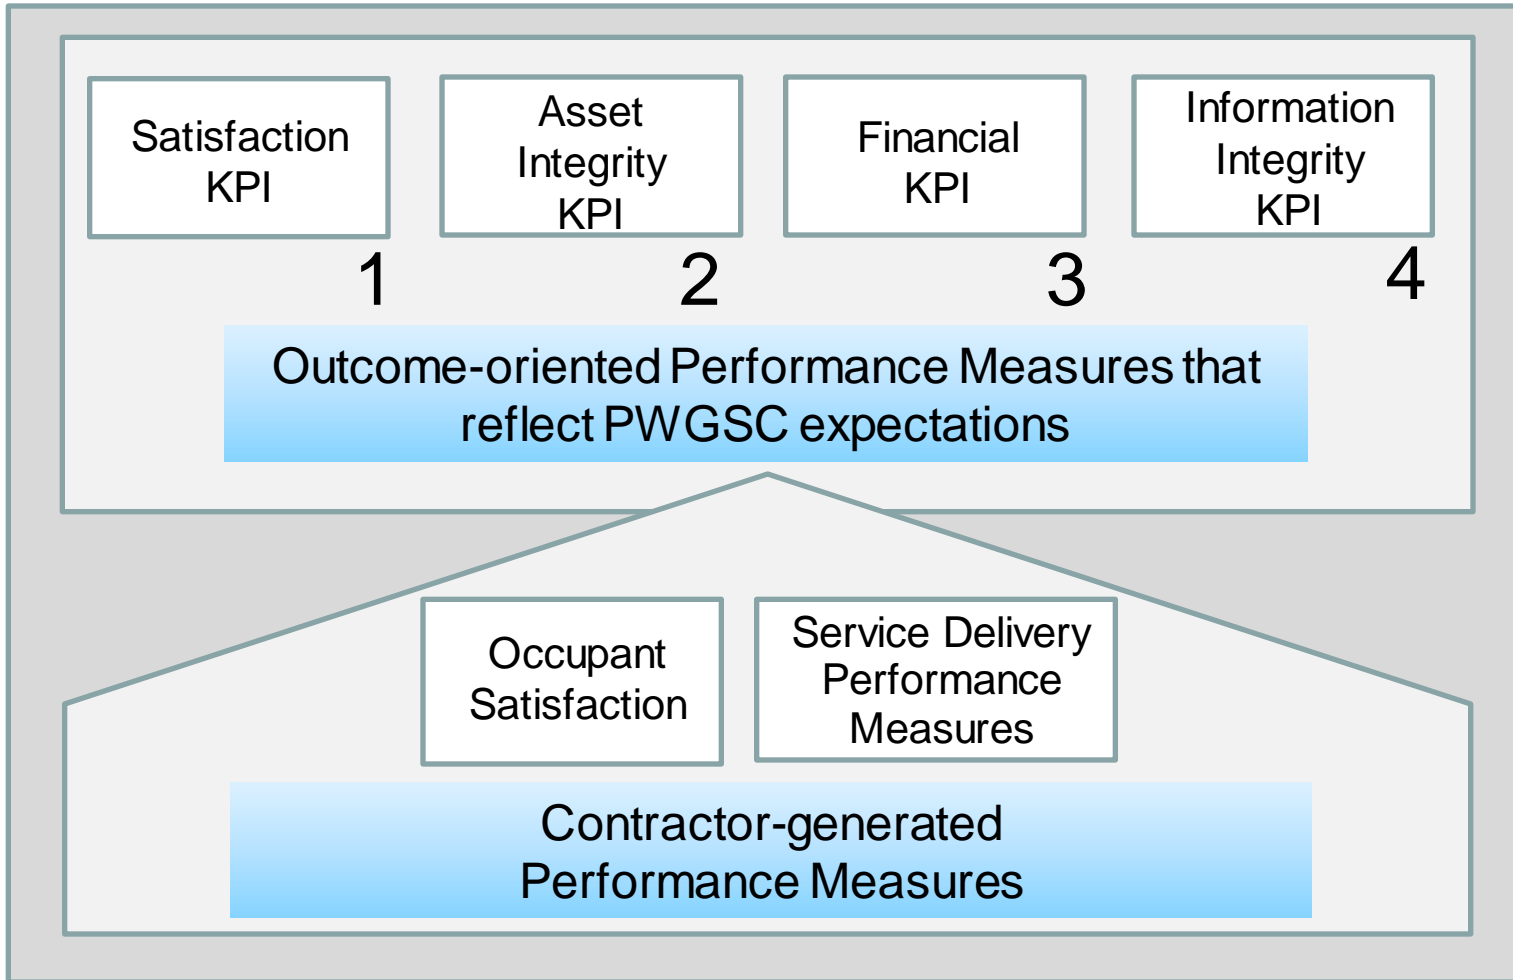 Satisfaction
KPI
Asset
Integrity
KPI
Financial
KPI
Information
Integrity
KPI
1
2
3
4
Outcome-oriented Performance Measures that
reflect PWGSC expectations
Occupant
Satisfaction
Service Delivery
Performance
Measures
Contractor-generated
Performance Measures